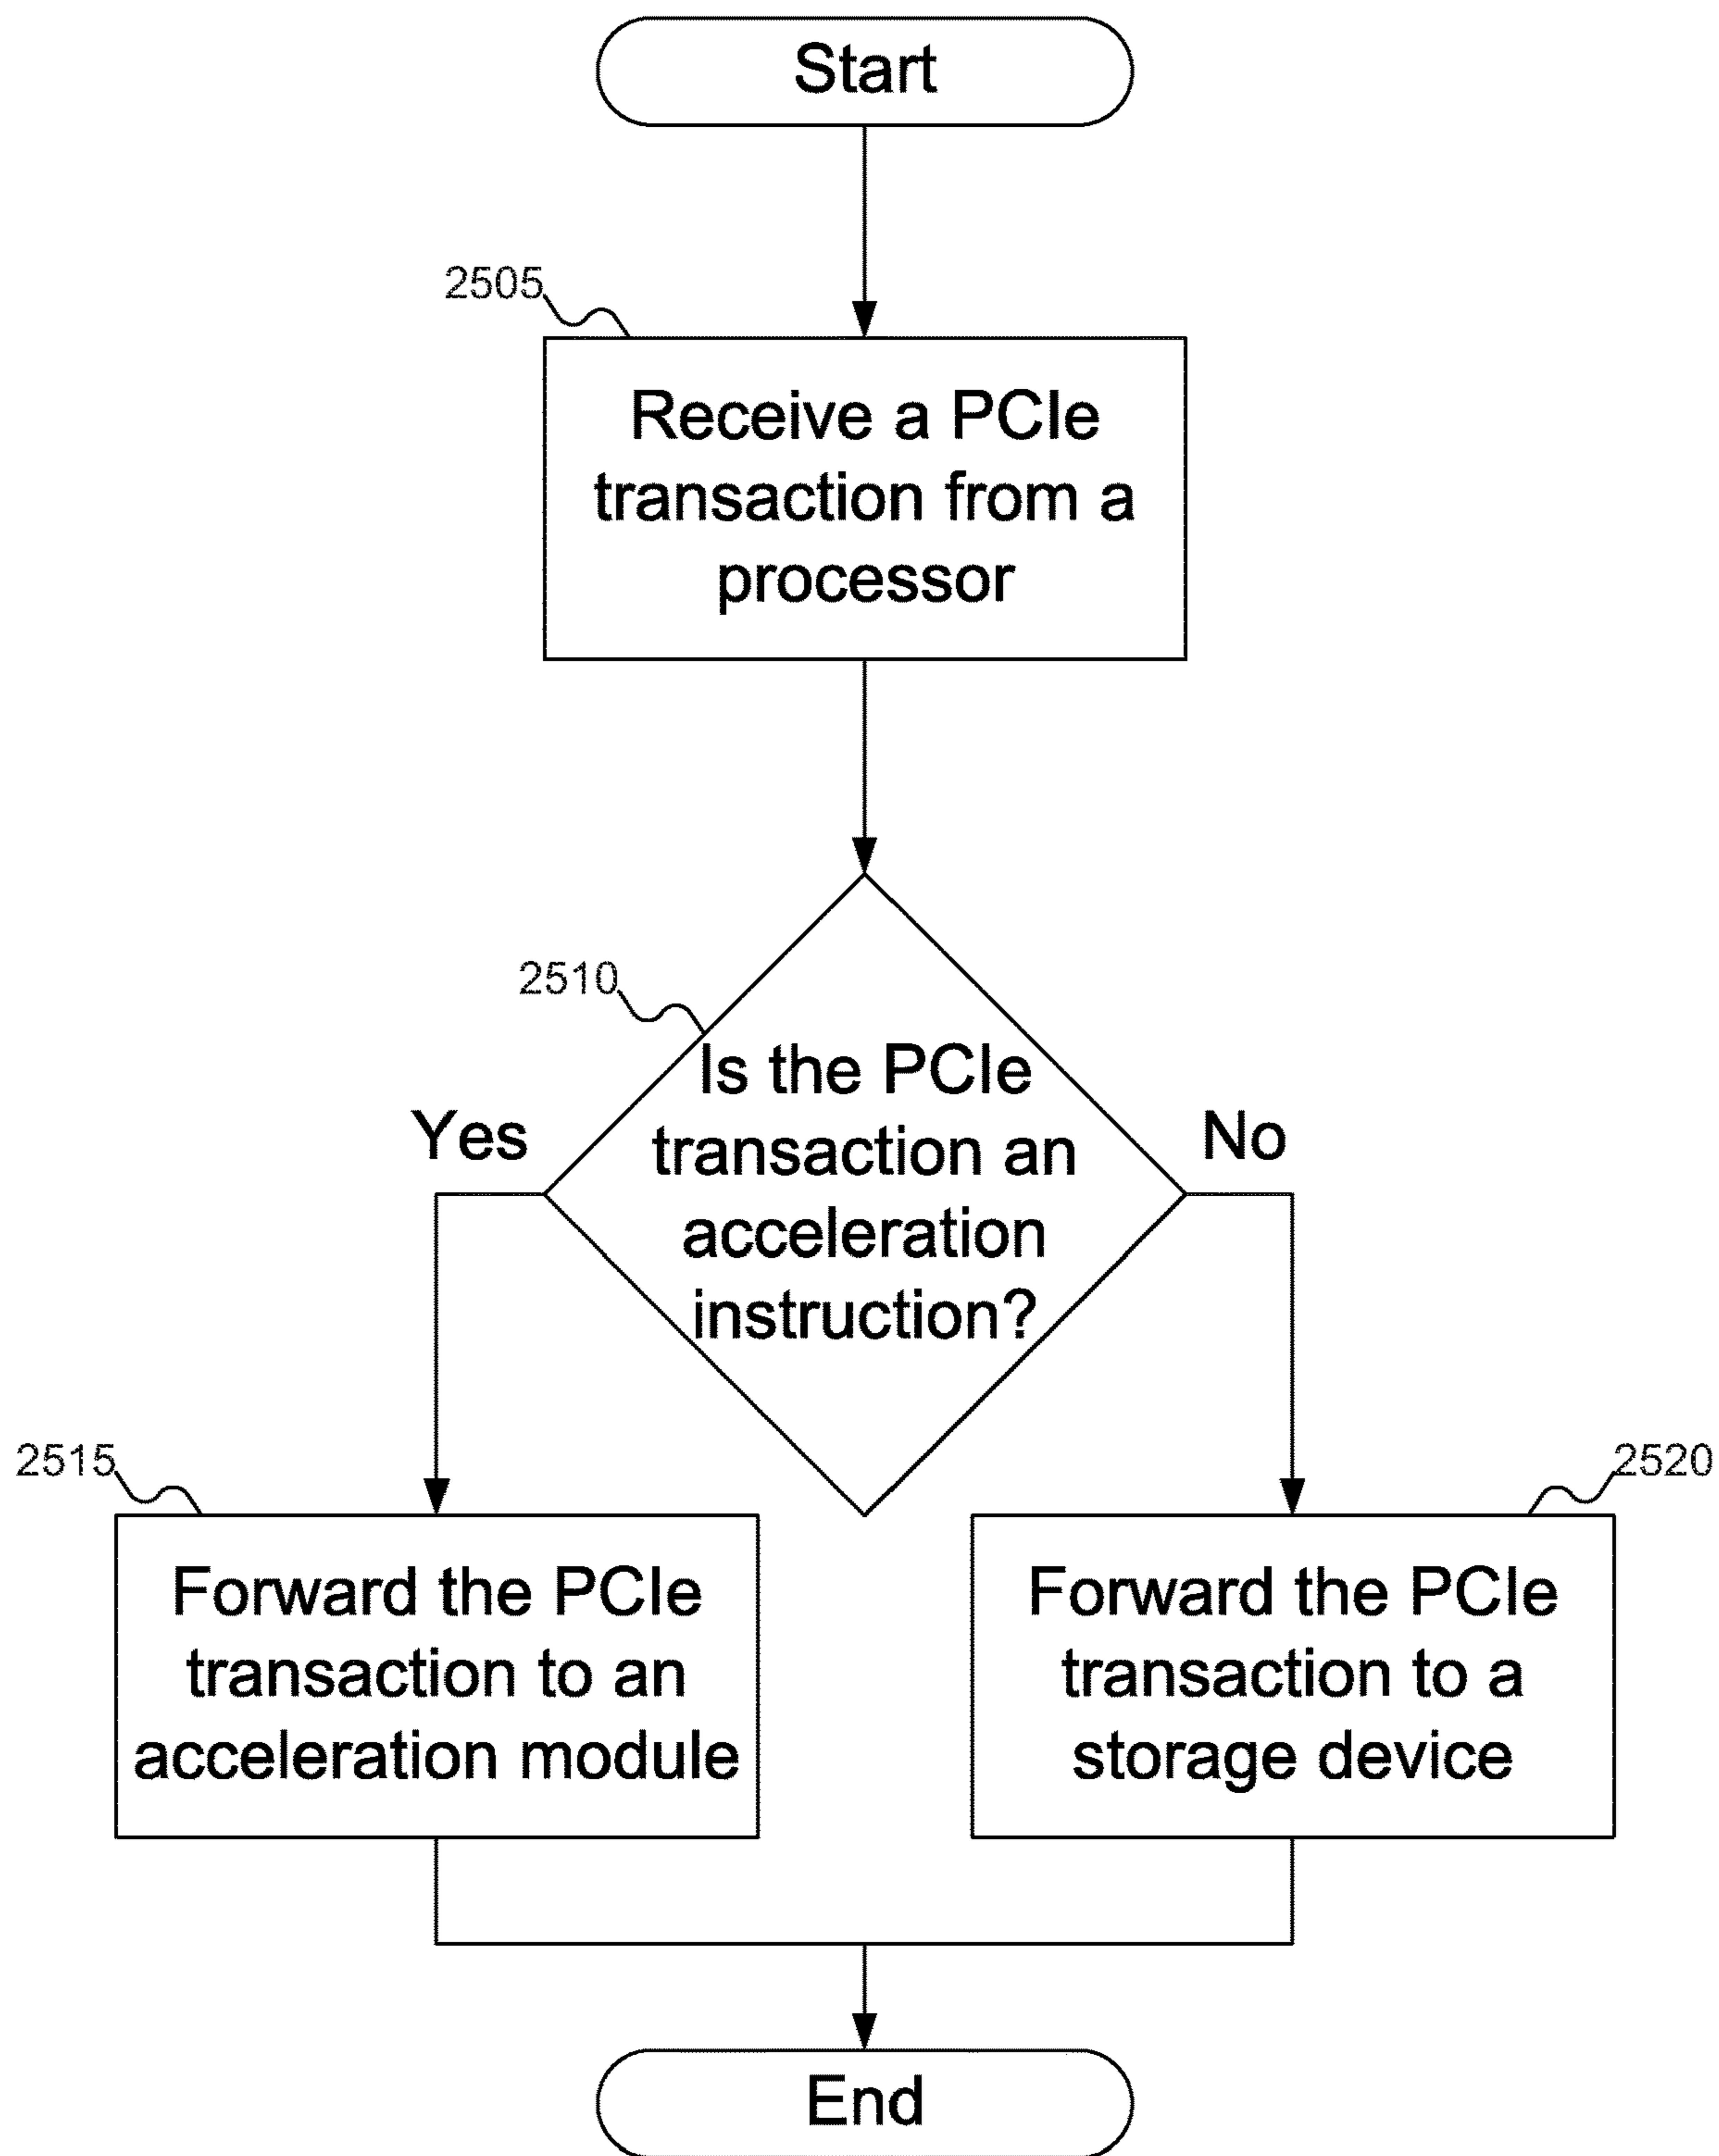 Start
2505
Receive a PCIe
transaction from a
processor
2510
Is the PCIe
transaction an
acceleration
instruction?
Yes
No
2515
Forward the PCIe
transaction to an
acceleration module
2520
Forward the PCIe
transaction to a
storage device
End